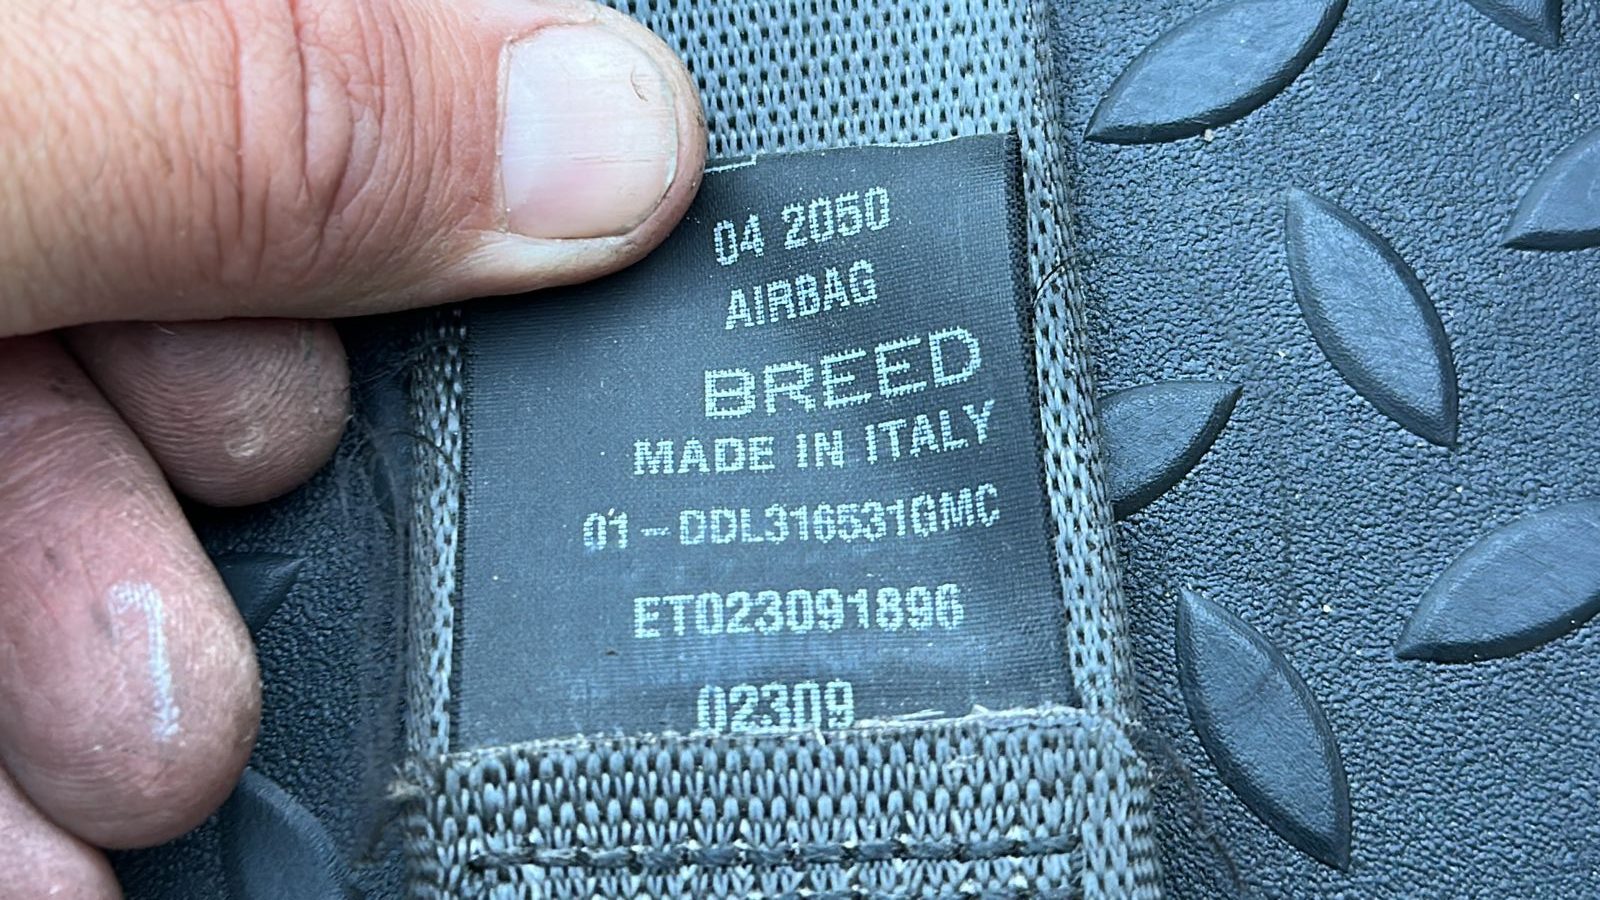 04 2050
AIRBAG
BREED
MADE IN ITALY
01-DDL316531GMC
ET023091896
02309